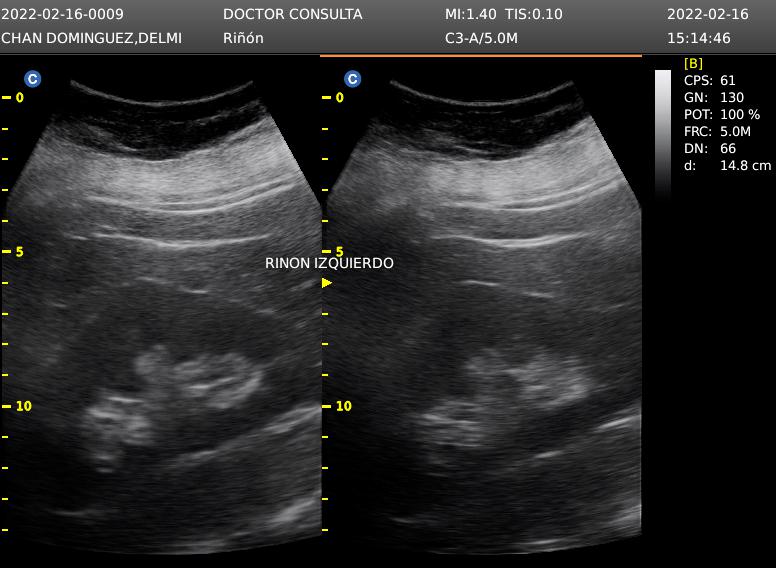 2022-02-16-0009 DOCTOR CONSULTA MI:1.40 TIS:0.10 2022-02-16
CHAN DOMINGUEZ,DELMI Riñón C3-A/5.0M 15:14:46
[B]
CPS: 61
GN: 130
POT: 100 %
FRC: 5.0M
DN: 66
d: 14.8 cm
C C
0 0
5 5
RINON IZQUIERDO
10 10